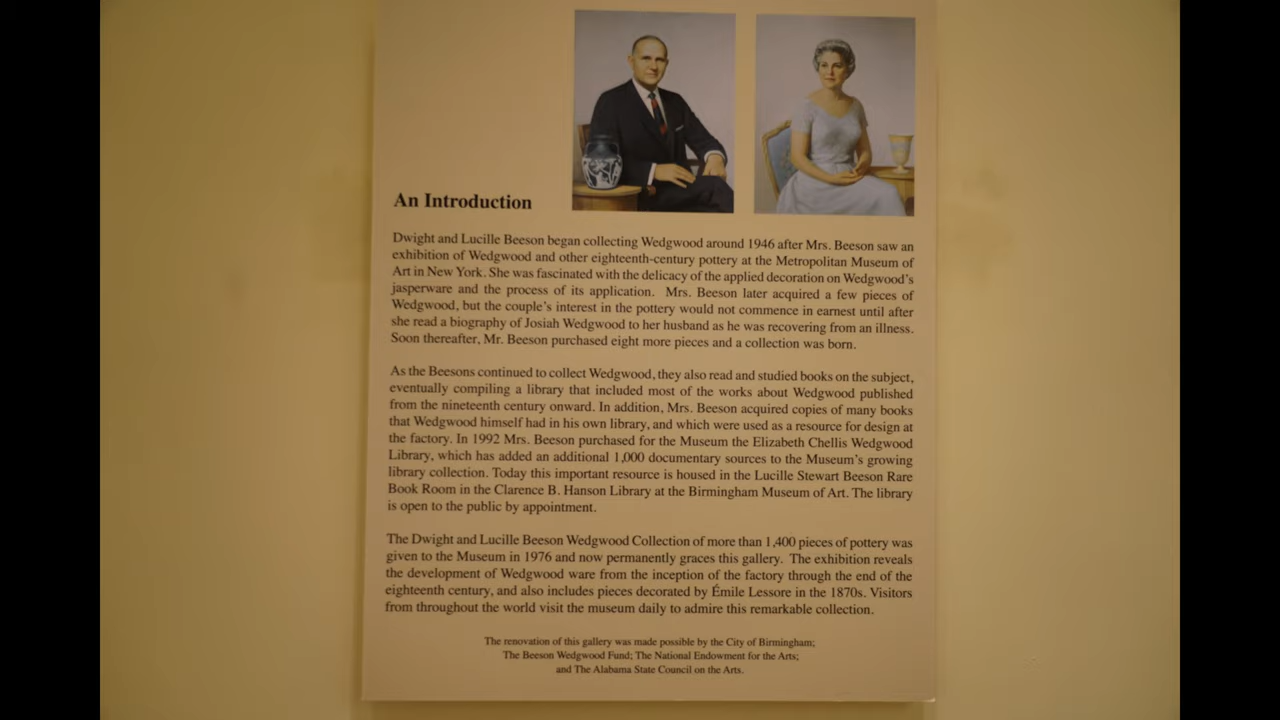 An Introduction
Dwight and Lucille Beeson began collecting Wedgwood around 1946 after Mrs. Beeson saw an
exhibition of Wedgwood and other eighteenth-century pottery at the Metropolitan Museum of
Art in New York. She was fascinated with the delicacy of the applied decoration on Wedgwood's
jasperware and the process of its application. Mrs. Beeson later acquired a few pieces of
Wedgwood, but the couple's interest in the pottery would not commence in earnest until after
she read a biography of Josiah Wedgwood to her husband as he was recovering from an illness.
Soon thereafter, Mr. Beeson purchased eight more pieces and a collection was born.
As the Beesons continued to collect Wedgwood, they also read and studied books on the subject,
eventually compiling a library that included most of the works about Wedgwood published
from the nineteenth century onward. In addition, Mrs. Beeson acquired copies of many books
that Wedgwood himself had in his own library, and which were used as a resource for design at
the factory. In 1992 Mrs. Beeson purchased for the Museum the Elizabeth Chellis Wedgwood
Library, which has added an additional 1,000 documentary sources to the Museum's growing
library collection. Today this important resource is housed in the Lucille Stewart Beeson Rare
Book Room in the Clarence B. Hanson Library at the Birmingham Museum of Art. The library
is open to the public by appointment.
The Dwight and Lucille Beeson Wedgwood Collection of more than 1,400 pieces of pottery was
given to the Museum in 1976 and now permanently graces this gallery. The exhibition reveals
the development of Wedgwood ware from the inception of the factory through the end of the
eighteenth century, and also includes pieces decorated by Émile Lessore in the 1870s. Visitors
from throughout the world visit the museum daily to admire this remarkable collection.
The renovation of this gallery was made possible by the City of Birmingham;
The Beeson Wedgwood Fund; The National Endowment for the Arts;
and The Alabama State Council on the Arts.